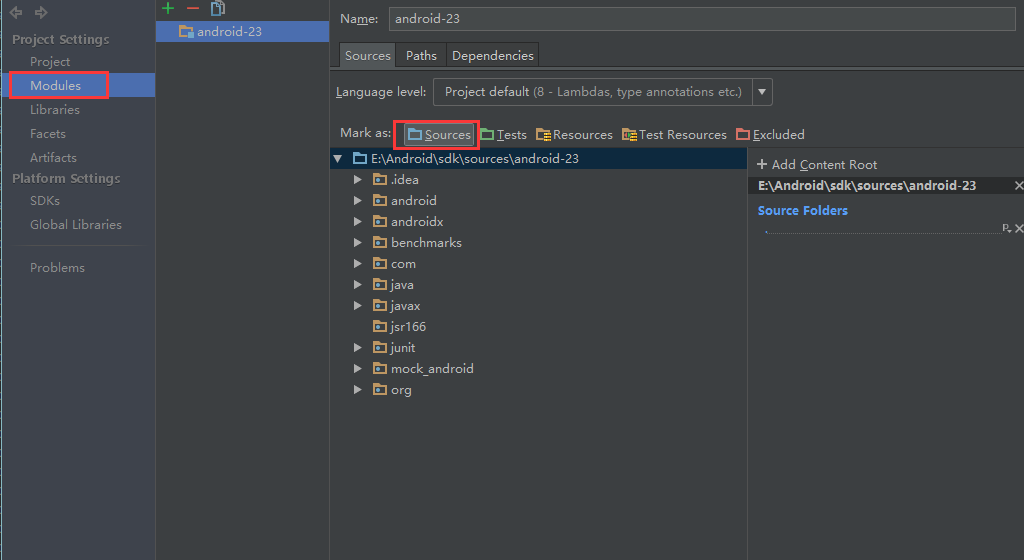 Project Settings
Project
Modules
Libraries
Facets
Artifacts
Platform Settings
SDKs
Global Libraries
Problems
android-23
Name: android-23
Sources Paths Dependencies
Language level: Project default (8 - Lambdas, type annotations etc.)
Mark as: Sources Tests Resources Test Resources Excluded
E:\Android\sdk\sources\android-23
.idea
android
androidx
benchmarks
com
java
javax
jsr166
junit
mock_android
org
+ Add Content Root
E:\Android\sdk\sources\android-23
Source Folders
.